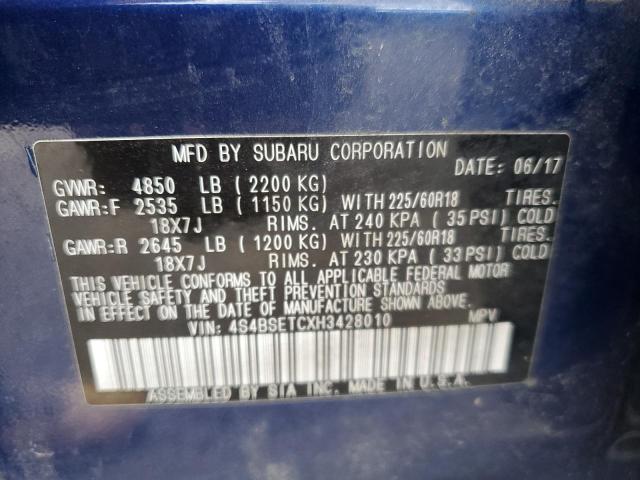 MFD BY SUBARU CORPORATION DATE: 06/17
GVWR: 4850 LB (2200 KG)
GAWR:F 2535 LB (1150 KG) WITH 225/60R18 TIRES.
18X7J RIMS. AT 240 KPA (35 PSI) COLD
GAWR:R 2645 LB (1200 KG) WITH 225/60R18 TIRES.
18X7J RIMS. AT 230 KPA (33 PSI) COLD
THIS VEHICLE CONFORMS TO ALL APPLICABLE FEDERAL MOTOR
VEHICLE SAFETY AND THEFT PREVENTION STANDARDS
IN EFFECT ON THE DATE OF MANUFACTURE SHOWN ABOVE.
VIN: 4S4BSETCXH3428010 MPV
ASSEMBLED BY SIA INC. MADE IN U.S.A.